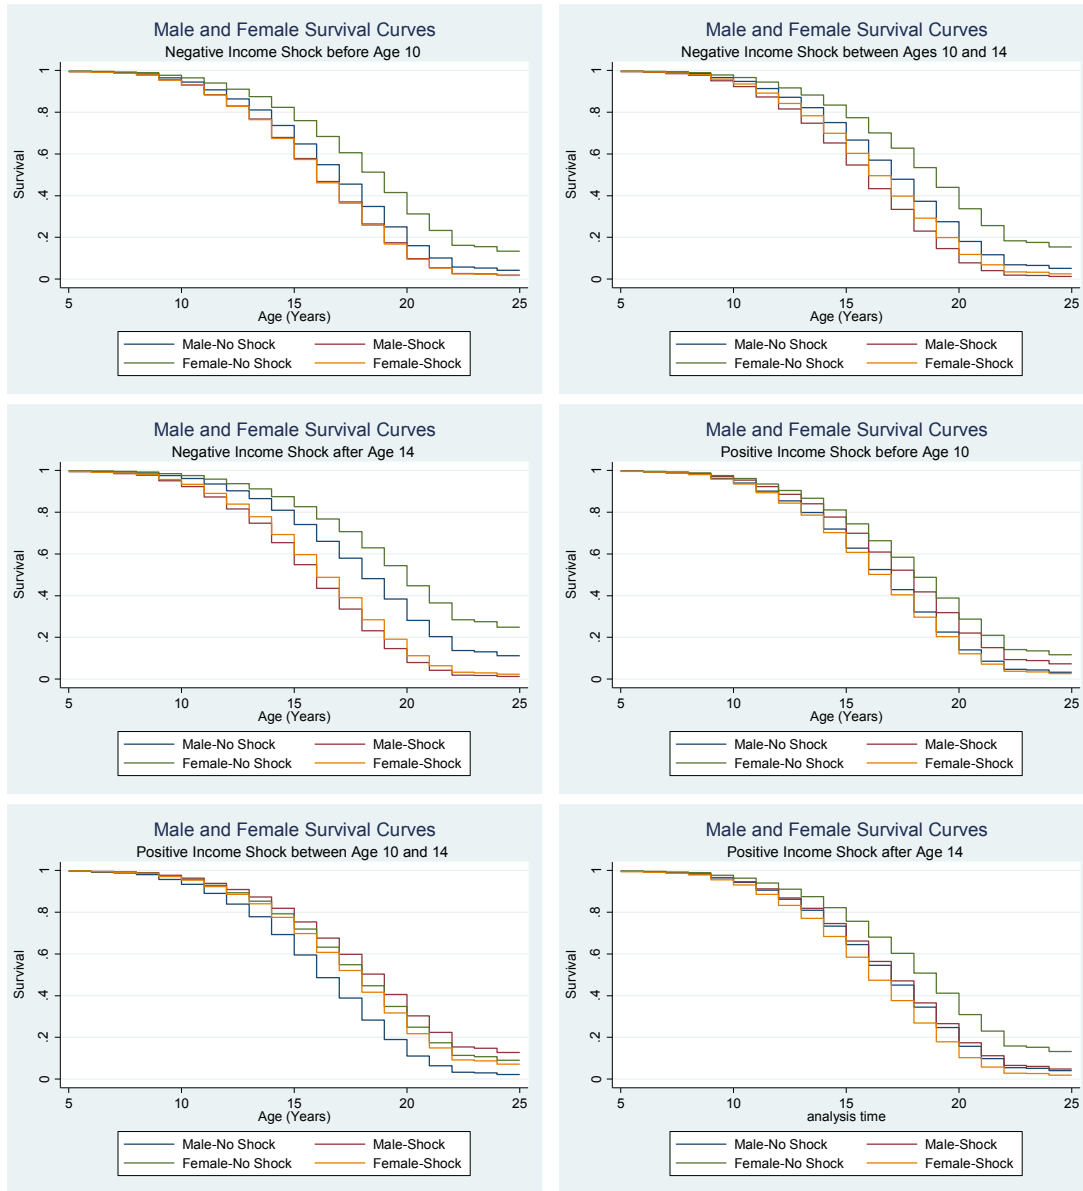 Male and Female Survival Curves
Negative Income Shock before Age 10
Survival
1
.8
.6
.4
.2
0
5 10 15 20 25
Age (Years)
Male-No Shock Male-Shock
Female-No Shock Female-Shock
Male and Female Survival Curves
Negative Income Shock between Ages 10 and 14
Survival
1
.8
.6
.4
.2
0
5 10 15 20 25
Age (Years)
Male-No Shock Male-Shock
Female-No Shock Female-Shock
Male and Female Survival Curves
Negative Income Shock after Age 14
Survival
1
.8
.6
.4
.2
0
5 10 15 20 25
Age (Years)
Male-No Shock Male-Shock
Female-No Shock Female-Shock
Male and Female Survival Curves
Positive Income Shock before Age 10
Survival
1
.8
.6
.4
.2
0
5 10 15 20 25
Age (Years)
Male-No Shock Male-Shock
Female-No Shock Female-Shock
Male and Female Survival Curves
Positive Income Shock between Age 10 and 14
Survival
1
.8
.6
.4
.2
0
5 10 15 20 25
Age (Years)
Male-No Shock Male-Shock
Female-No Shock Female-Shock
Male and Female Survival Curves
Positive Income Shock after Age 14
Survival
1
.8
.6
.4
.2
0
5 10 15 20 25
analysis time
Male-No Shock Male-Shock
Female-No Shock Female-Shock